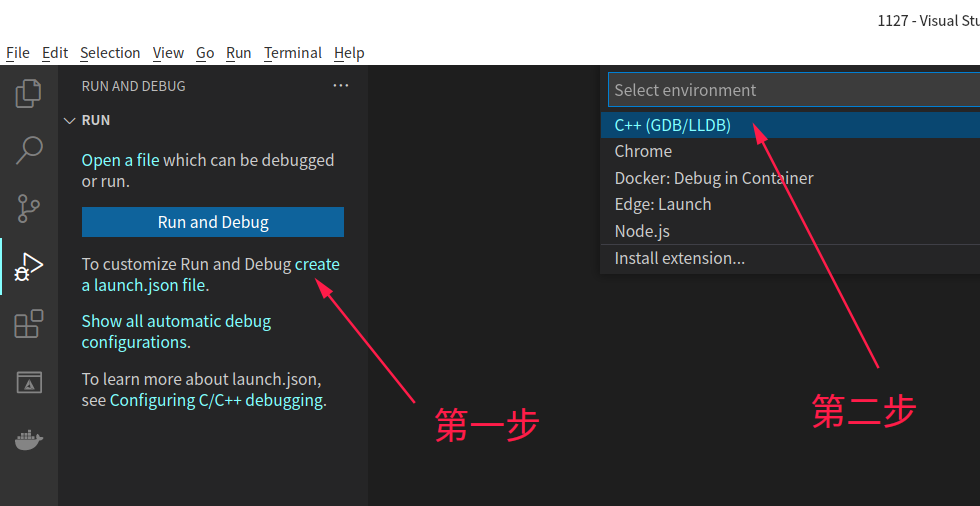 1127 - Visual Stu
File Edit Selection View Go Run Terminal Help
RUN AND DEBUG
RUN
Open a file which can be debugged
or run.
Run and Debug
To customize Run and Debug create
a launch.json file.
Show all automatic debug
configurations.
To learn more about launch.json,
see Configuring C/C++ debugging.
Select environment
C++ (GDB/LLDB)
Chrome
Docker: Debug in Container
Edge: Launch
Node.js
Install extension...
第一步
第二步